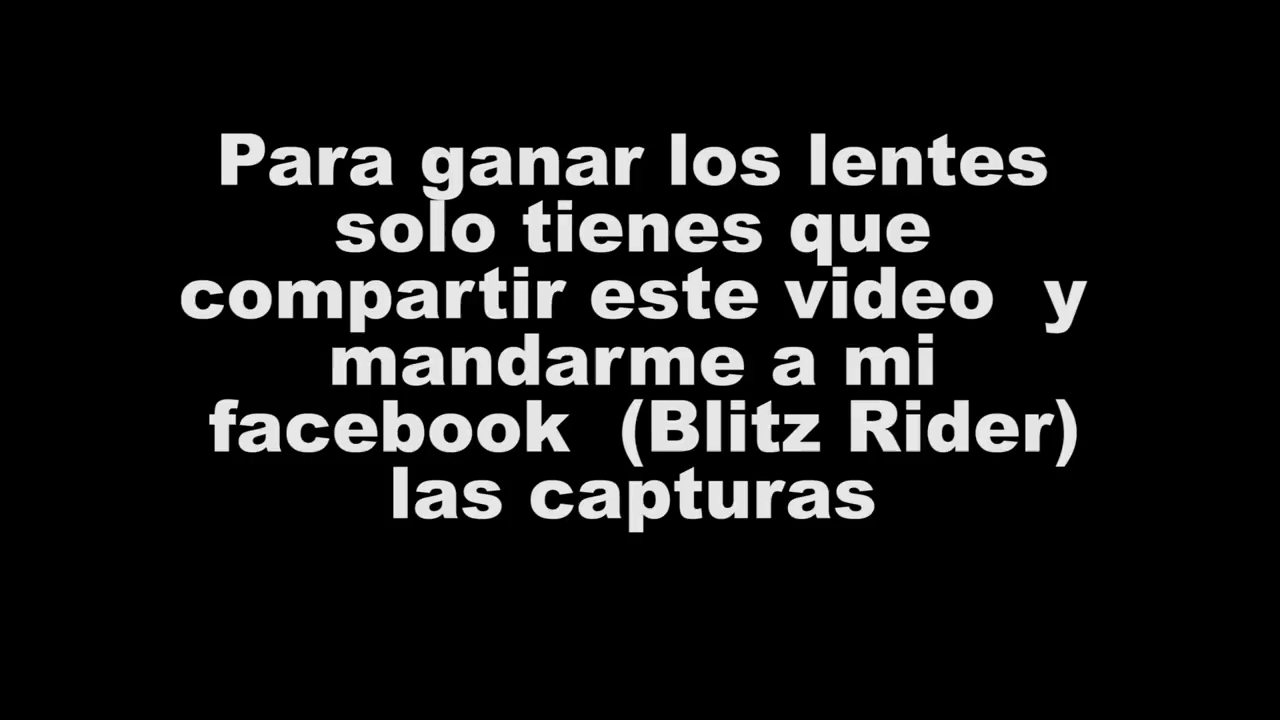 Para ganar los lentes
solo tienes que
compartir este video  y
mandarme a mi
facebook  (Blitz Rider)
las capturas